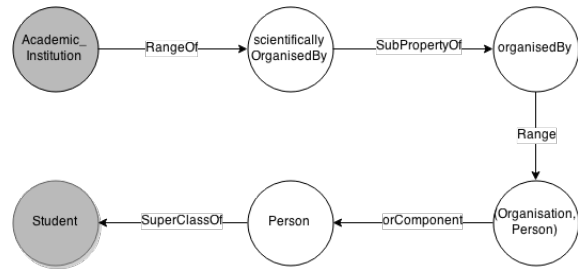 Academic_
Institution
RangeOf
scientifically
OrganisedBy
SubPropertyOf
organisedBy
Range
Student
SuperClassOf
Person
orComponent
(Organisation,
Person)